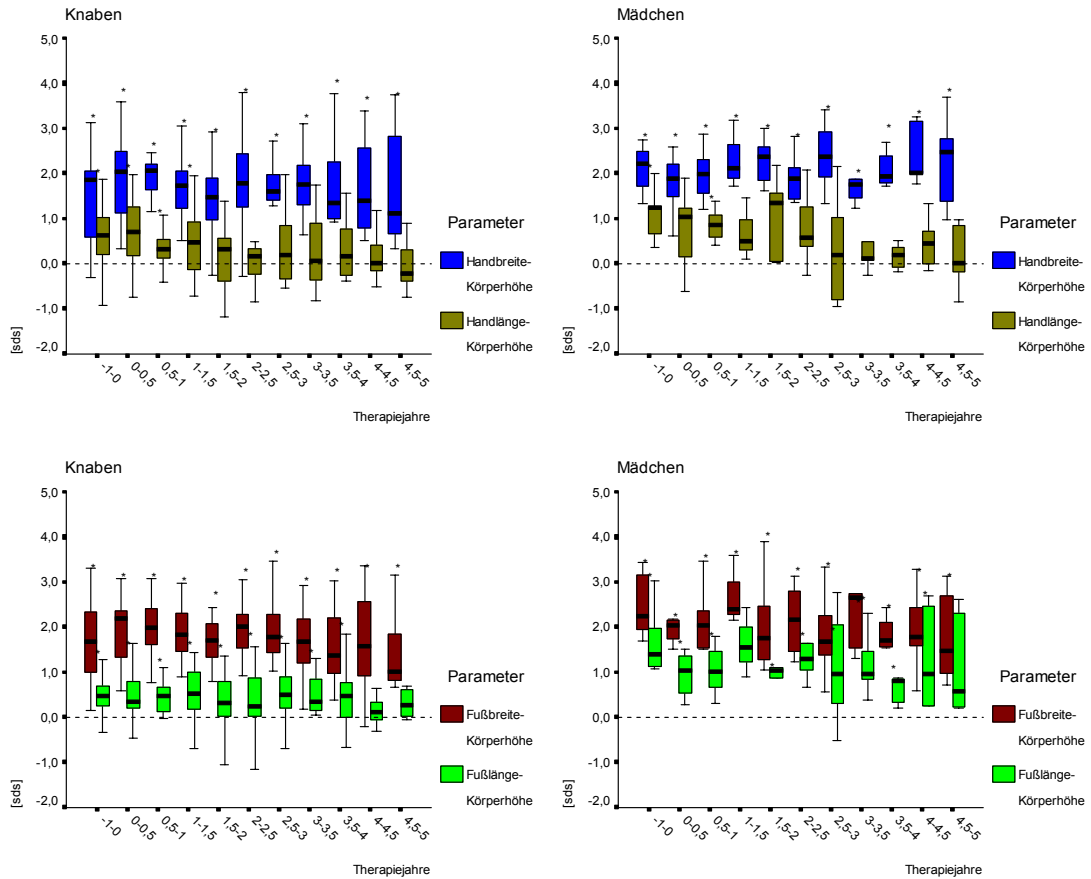 Knaben
5,0
4,0
3,0
2,0
1,0
0,0
-1,0
-2,0
[sds]
-1-0
0-0,5
0,5-1
1-1,5
1,5-2
2-2,5
2,5-3
3-3,5
3,5-4
4-4,5
4,5-5
Therapiejahre
Parameter
Handbreite-
Körperhöhe
Handlänge-
Körperhöhe
Mädchen
5,0
4,0
3,0
2,0
1,0
0,0
-1,0
-2,0
[sds]
-1-0
0-0,5
0,5-1
1-1,5
1,5-2
2-2,5
2,5-3
3-3,5
3,5-4
4-4,5
4,5-5
Therapiejahre
Parameter
Handbreite-
Körperhöhe
Handlänge-
Körperhöhe
Knaben
5,0
4,0
3,0
2,0
1,0
0,0
-1,0
-2,0
[sds]
-1-0
0-0,5
0,5-1
1-1,5
1,5-2
2-2,5
2,5-3
3-3,5
3,5-4
4-4,5
4,5-5
Therapiejahre
Parameter
Fußbreite-
Körperhöhe
Fußlänge-
Körperhöhe
Mädchen
5,0
4,0
3,0
2,0
1,0
0,0
-1,0
-2,0
[sds]
-1-0
0-0,5
0,5-1
1-1,5
1,5-2
2-2,5
2,5-3
3-3,5
3,5-4
4-4,5
4,5-5
Therapiejahre
Parameter
Fußbreite-
Körperhöhe
Fußlänge-
Körperhöhe